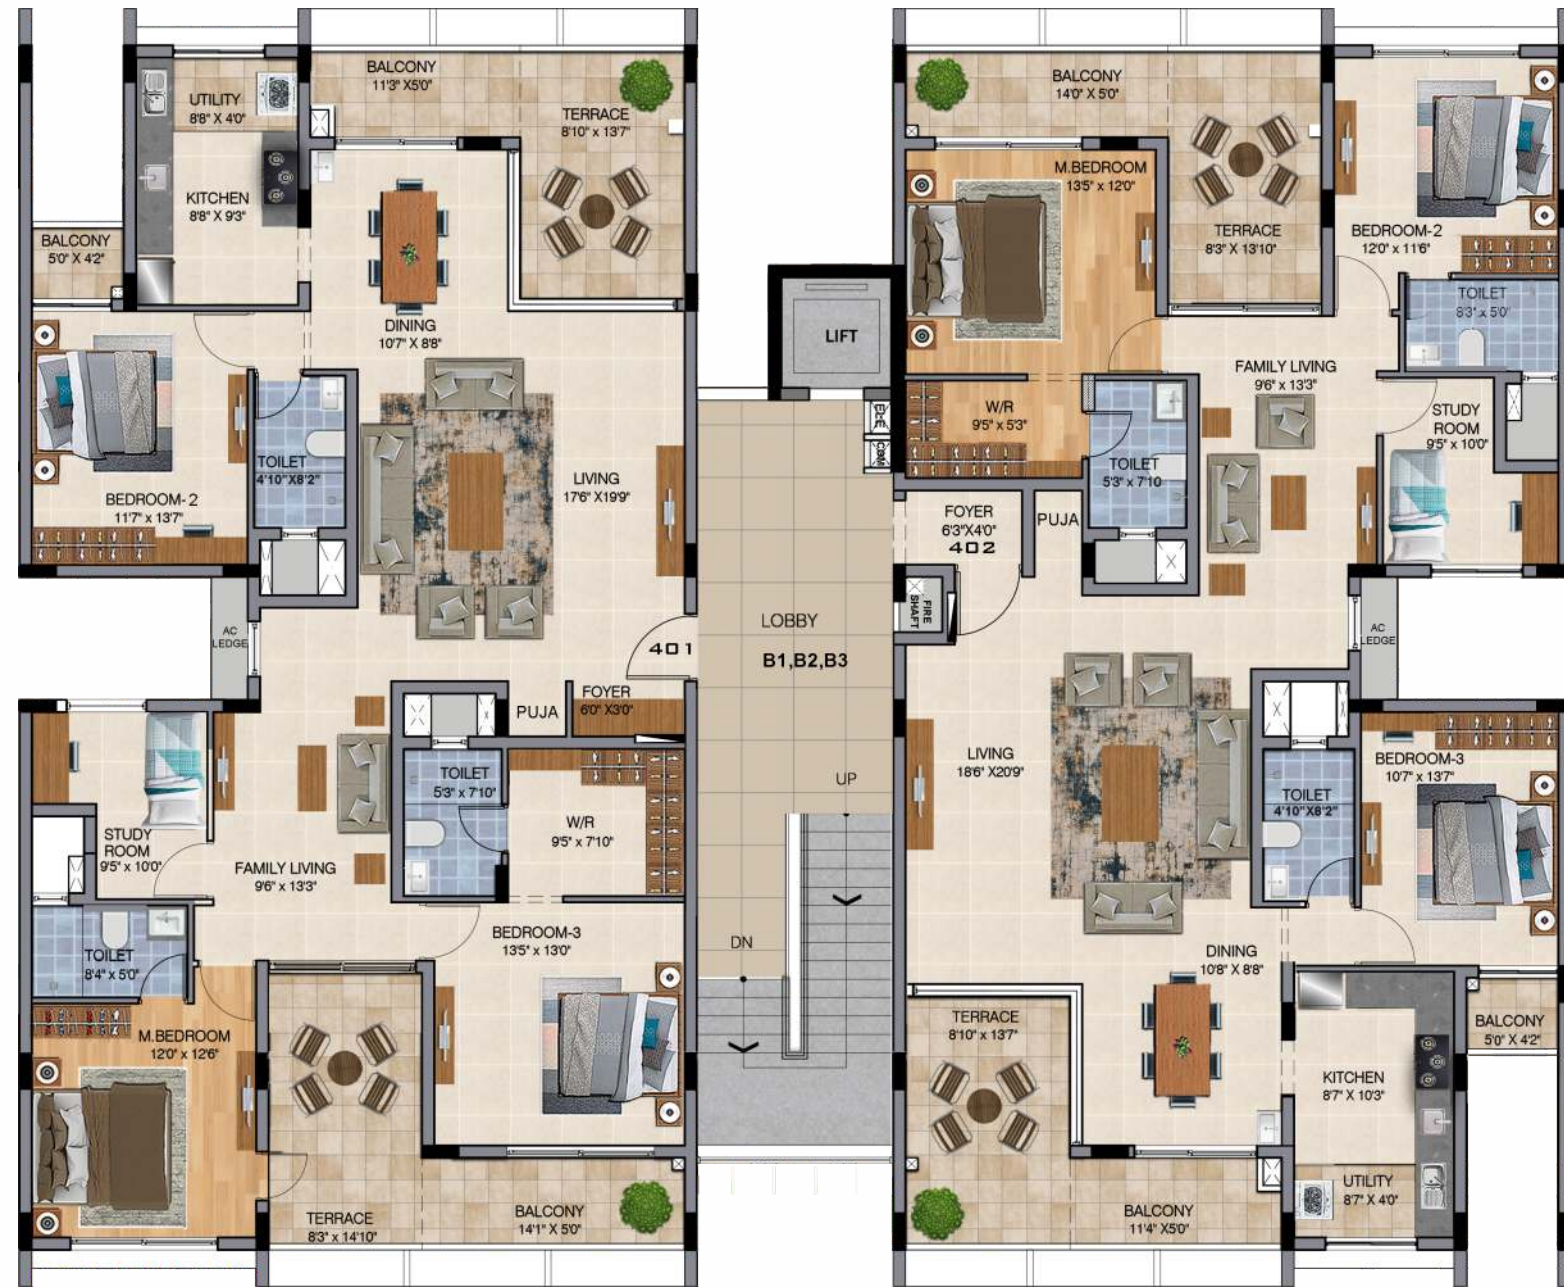 BALCONY
11'3" X5'0"
UTILITY
8'8" X 4'0"
TERRACE
8'10" x 13'7"
KITCHEN
8'8" X 9'3"
BALCONY
5'0" X 4'2"
DINING
10'7" X 8'8"
LIVING
17'6" X19'9"
TOILET
4'10" X8'2"
BEDROOM- 2
11'7" x 13'7"
AC
LEDGE
401
FOYER
6'0" X3'0"
PUJA
TOILET
5'3" x 7'10"
W/R
9'5" x 7'10"
STUDY
ROOM
9'5" x 10'0"
FAMILY LIVING
9'6" x 13'3"
BEDROOM-3
13'5" x 13'0"
TOILET
8'4" x 5'0"
M.BEDROOM
12'0" x 12'6"
TERRACE
8'3" x 14'10"
BALCONY
14'1" X 5'0"
LIFT
ELE
COM
LOBBY
B1,B2,B3
UP
DN
BALCONY
14'0" X 5'0"
M.BEDROOM
13'5" x 12'0"
TERRACE
8'3" X 13'10"
BEDROOM-2
12'0" x 11'6"
TOILET
8'3" x 5'0"
FAMILY LIVING
9'6" x 13'3"
W/R
9'5" x 5'3"
STUDY
ROOM
9'5" x 10'0"
TOILET
5'3" x 7'10
FOYER
6'3"X4'0"
402
PUJA
FIRE
SHAFT
AC
LEDGE
LIVING
18'6" X20'9"
BEDROOM-3
10'7" x 13'7"
TOILET
4'10"X8'2"
DINING
10'8" X 8'8"
TERRACE
8'10" x 13'7"
BALCONY
5'0" X 4'2"
KITCHEN
8'7" X 10'3"
UTILITY
8'7" X 4'0"
BALCONY
11'4" X5'0"